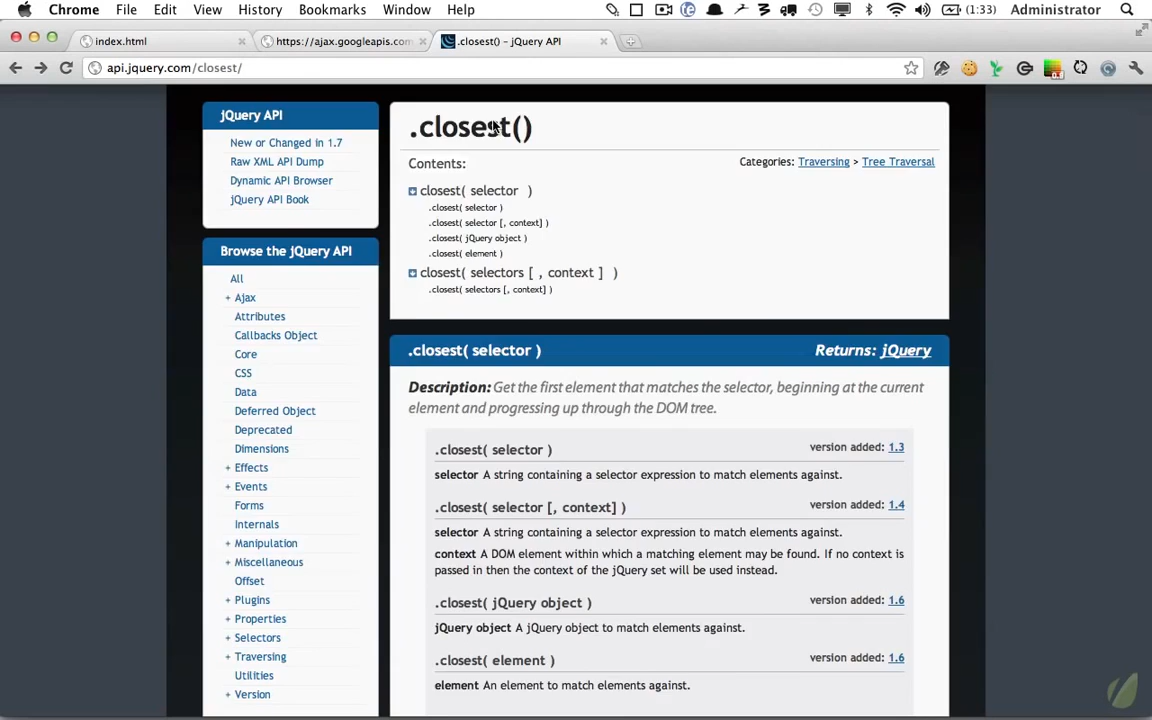 Chrome File Edit View History Bookmarks Window Help (1:33) Administrator
index.html https://ajax.googleapis.com .closest() – jQuery API
api.jquery.com/closest/
jQuery API
New or Changed in 1.7
Raw XML API Dump
Dynamic API Browser
jQuery API Book
Browse the jQuery API
All
+ Ajax
Attributes
Callbacks Object
Core
CSS
Data
Deferred Object
Deprecated
Dimensions
+ Effects
+ Events
Forms
Internals
+ Manipulation
+ Miscellaneous
Offset
+ Plugins
+ Properties
+ Selectors
+ Traversing
Utilities
+ Version
.closest()
Contents:
Categories: Traversing > Tree Traversal
closest( selector )
.closest( selector )
.closest( selector [, context] )
.closest( jQuery object )
.closest( element )
closest( selectors [ , context ] )
.closest( selectors [, context] )
.closest( selector ) Returns: jQuery
Description: Get the first element that matches the selector, beginning at the current
element and progressing up through the DOM tree.
.closest( selector ) version added: 1.3
selector A string containing a selector expression to match elements against.
.closest( selector [, context] ) version added: 1.4
selector A string containing a selector expression to match elements against.
context A DOM element within which a matching element may be found. If no context is
passed in then the context of the jQuery set will be used instead.
.closest( jQuery object ) version added: 1.6
jQuery object A jQuery object to match elements against.
.closest( element ) version added: 1.6
element An element to match elements against.